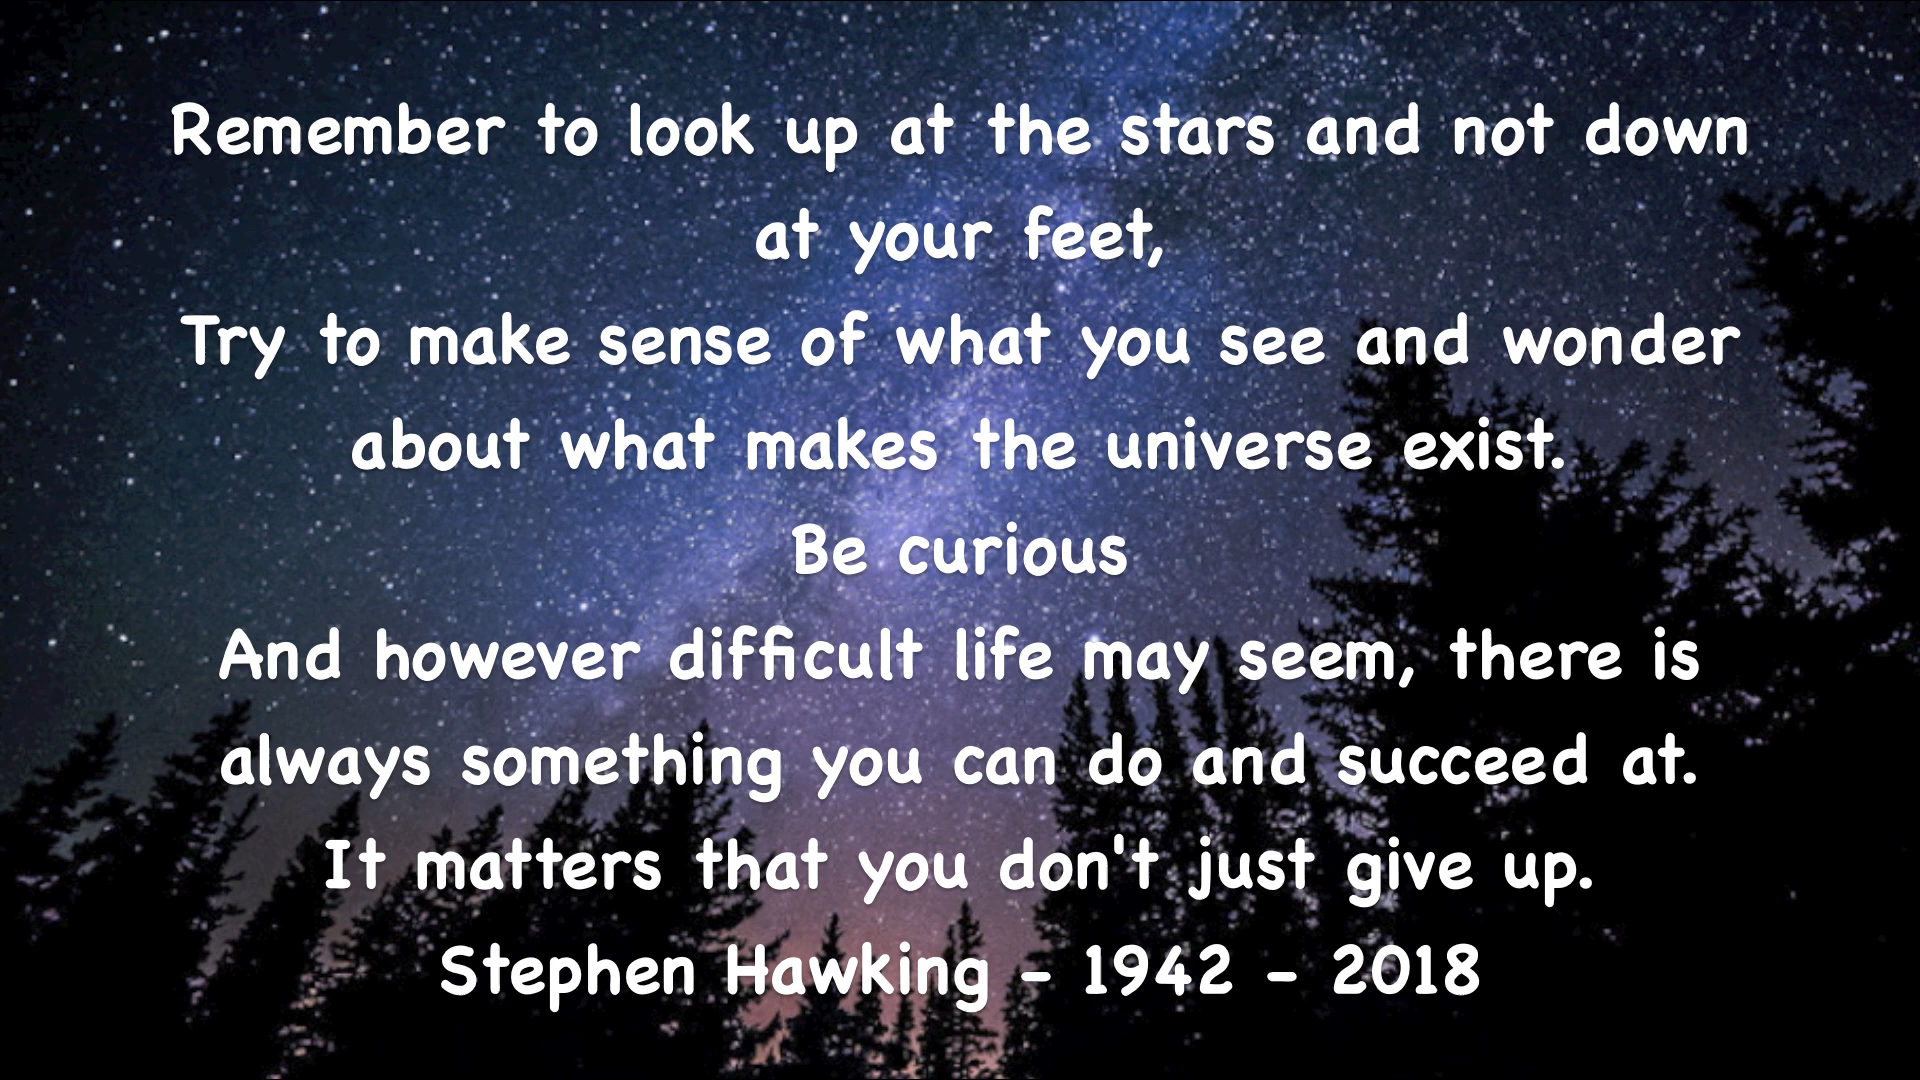 Remember to look up at the stars and not down
at your feet,
Try to make sense of what you see and wonder
about what makes the universe exist.
Be curious
And however difficult life may seem, there is
always something you can do and succeed at.
It matters that you don't just give up.
Stephen Hawking - 1942 - 2018